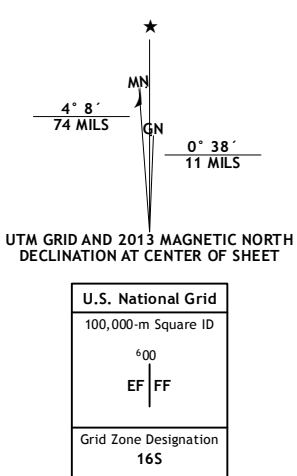 ★
MN
4° 8´
74 MILS
GN
0° 38´
11 MILS
UTM GRID AND 2013 MAGNETIC NORTH
DECLINATION AT CENTER OF SHEET
U.S. National Grid
100,000-m Square ID
⁶00
EF FF
Grid Zone Designation
16S